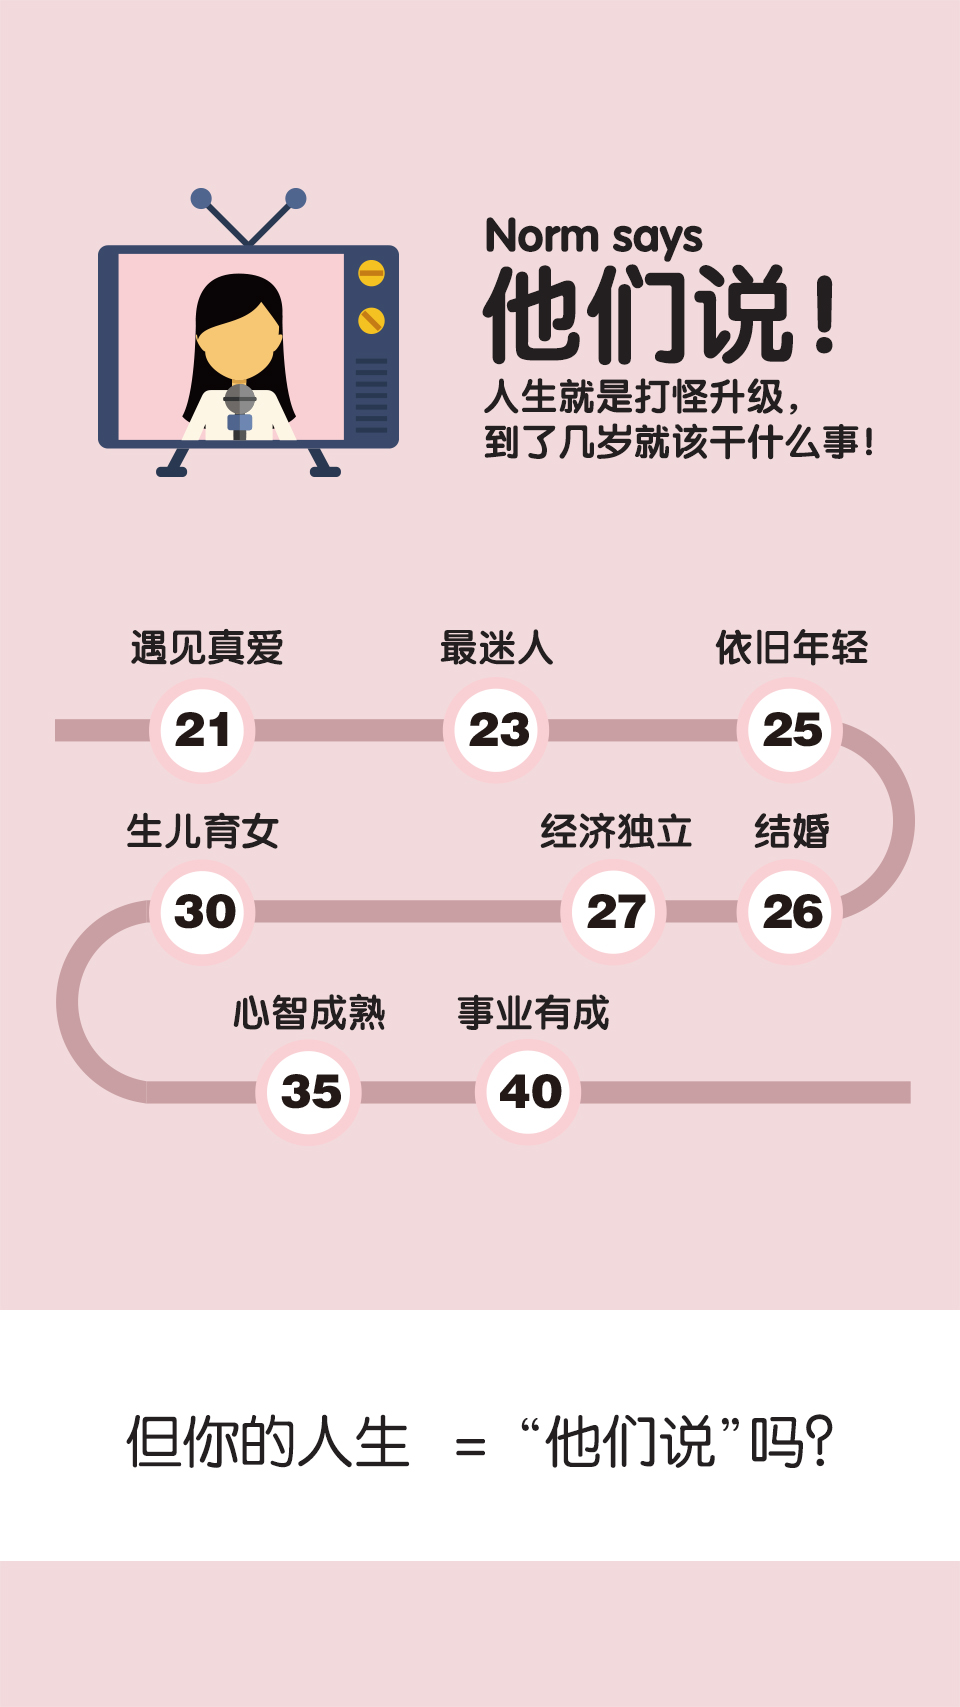 Norm says
他们说！
人生就是打怪升级，
到了几岁就该干什么事！
遇见真爱 最迷人 依旧年轻
21 23 25
生儿育女 经济独立 结婚
30 27 26
心智成熟 事业有成
35 40
但你的人生 = “他们说”吗？